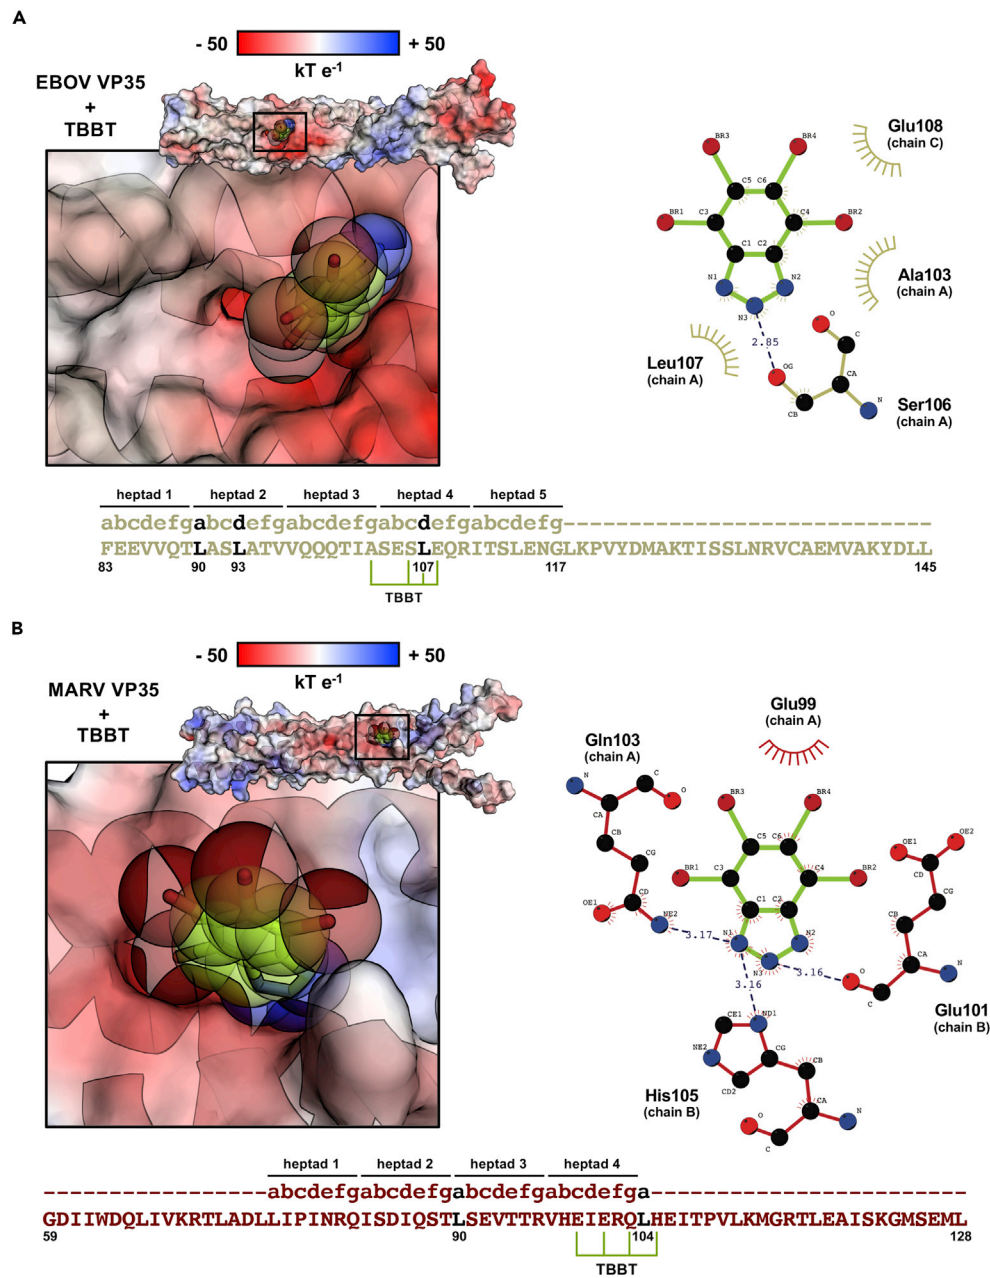 A
- 50
+ 50
kT e-1
EBOV VP35
+
TBBT
BR3
BR4
Glu108
(chain C)
C5
C6
BR1
C3
C4
BR2
C1
C2
N1
N2
N3
Ala103
(chain A)
2.85
O
C
Leu107
(chain A)
OG
CA
CB
N
Ser106
(chain A)
heptad 1 heptad 2 heptad 3 heptad 4 heptad 5
abcdefgabcdefgabcdefgabcdefgabcdefg----------------------------
FEEVVQTLASLATVVQQQTIASESLEQRITSLENGLKPVYDMAKTISSLNRVCAEMVAKYDLL
83 90 93 107 117 145
TBBT
B
- 50
+ 50
kT e-1
MARV VP35
+
TBBT
Glu99
(chain A)
Gln103
(chain A)
N
C
O
CA
CB
CG
CD
OE1
NE2
BR3
BR4
C5
C6
BR1
C3
C4
BR2
C1
C2
N1
N2
N3
3.17
3.16
3.16
OE1
OE2
CD
CG
CB
CA
N
O
C
Glu101
(chain B)
CE1
ND1
NE2
CG
CD2
CB
CA
N
O
C
His105
(chain B)
heptad 1 heptad 2 heptad 3 heptad 4
-----------------abcdefgabcdefgabcdefgabcdefga------------------------
GDIIWDQLIVKRTLADLLIPINRQISDIQSTLSEVTTRVHEIERQLHEITPVLKMGRTLEAISKGMSEML
59 90 104 128
TBBT